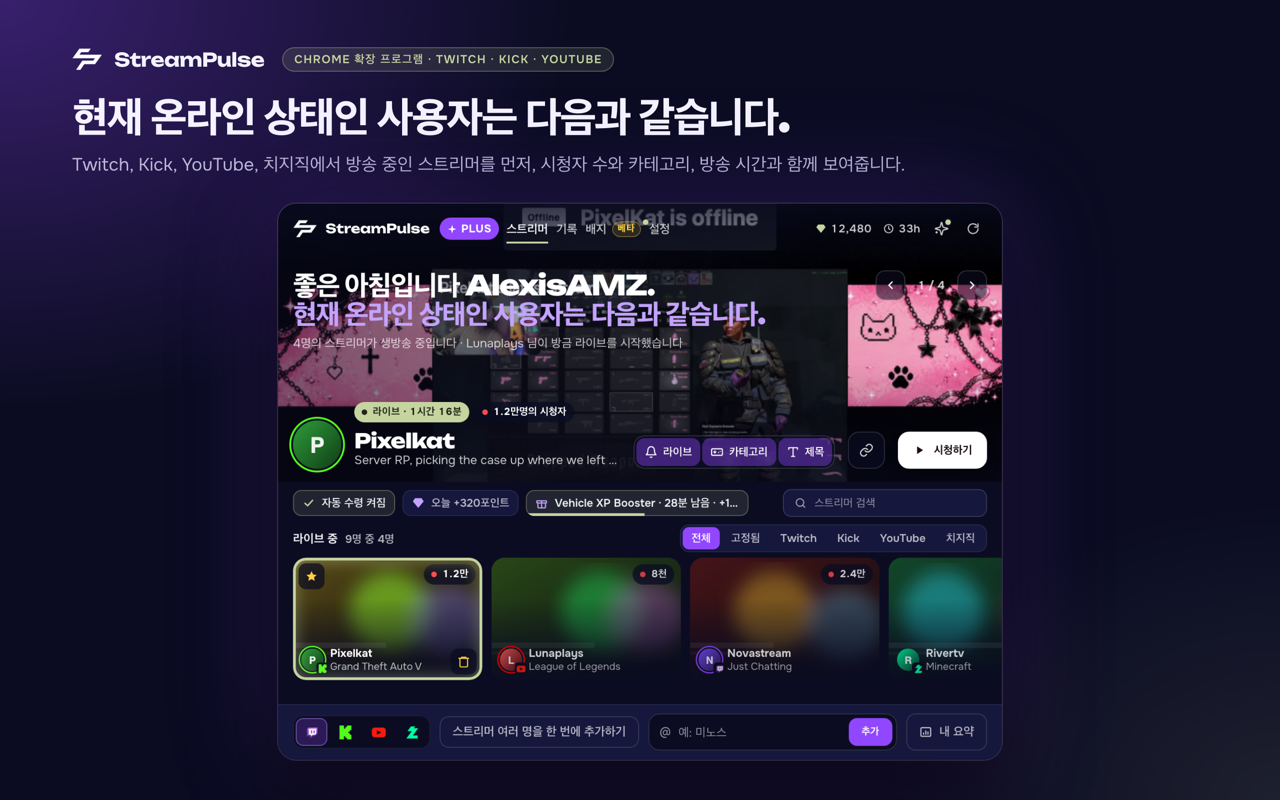 StreamPulse
CHROME 확장 프로그램 · TWITCH · KICK · YOUTUBE
현재 온라인 상태인 사용자는 다음과 같습니다.
Twitch, Kick, YouTube, 치지직에서 방송 중인 스트리머를 먼저, 시청자 수와 카테고리, 방송 시간과 함께 보여줍니다.
Offline
PixelKat is offline
StreamPulse
PLUS
스트리머
기록
배지
베타
설정
12,480
33h
좋은 아침입니다 AlexisAMZ.
1 / 4
현재 온라인 상태인 사용자는 다음과 같습니다.
4명의 스트리머가 생방송 중입니다 · Lunaplays 님이 방금 라이브를 시작했습니다
라이브 · 1시간 16분
1.2만명의 시청자
P
Pixelkat
Server RP, picking the case up where we left ...
라이브
카테고리
제목
시청하기
자동 수령 켜짐
오늘 +320포인트
Vehicle XP Booster · 28분 남음 · +1...
스트리머 검색
라이브 중 9명 중 4명
전체
고정됨
Twitch
Kick
YouTube
치지직
1.2만
8천
2.4만
P
Pixelkat
Grand Theft Auto V
L
Lunaplays
League of Legends
N
Novastream
Just Chatting
R
Rivertv
Minecraft
스트리머 여러 명을 한 번에 추가하기
@ 예: 미노스
추가
내 요약